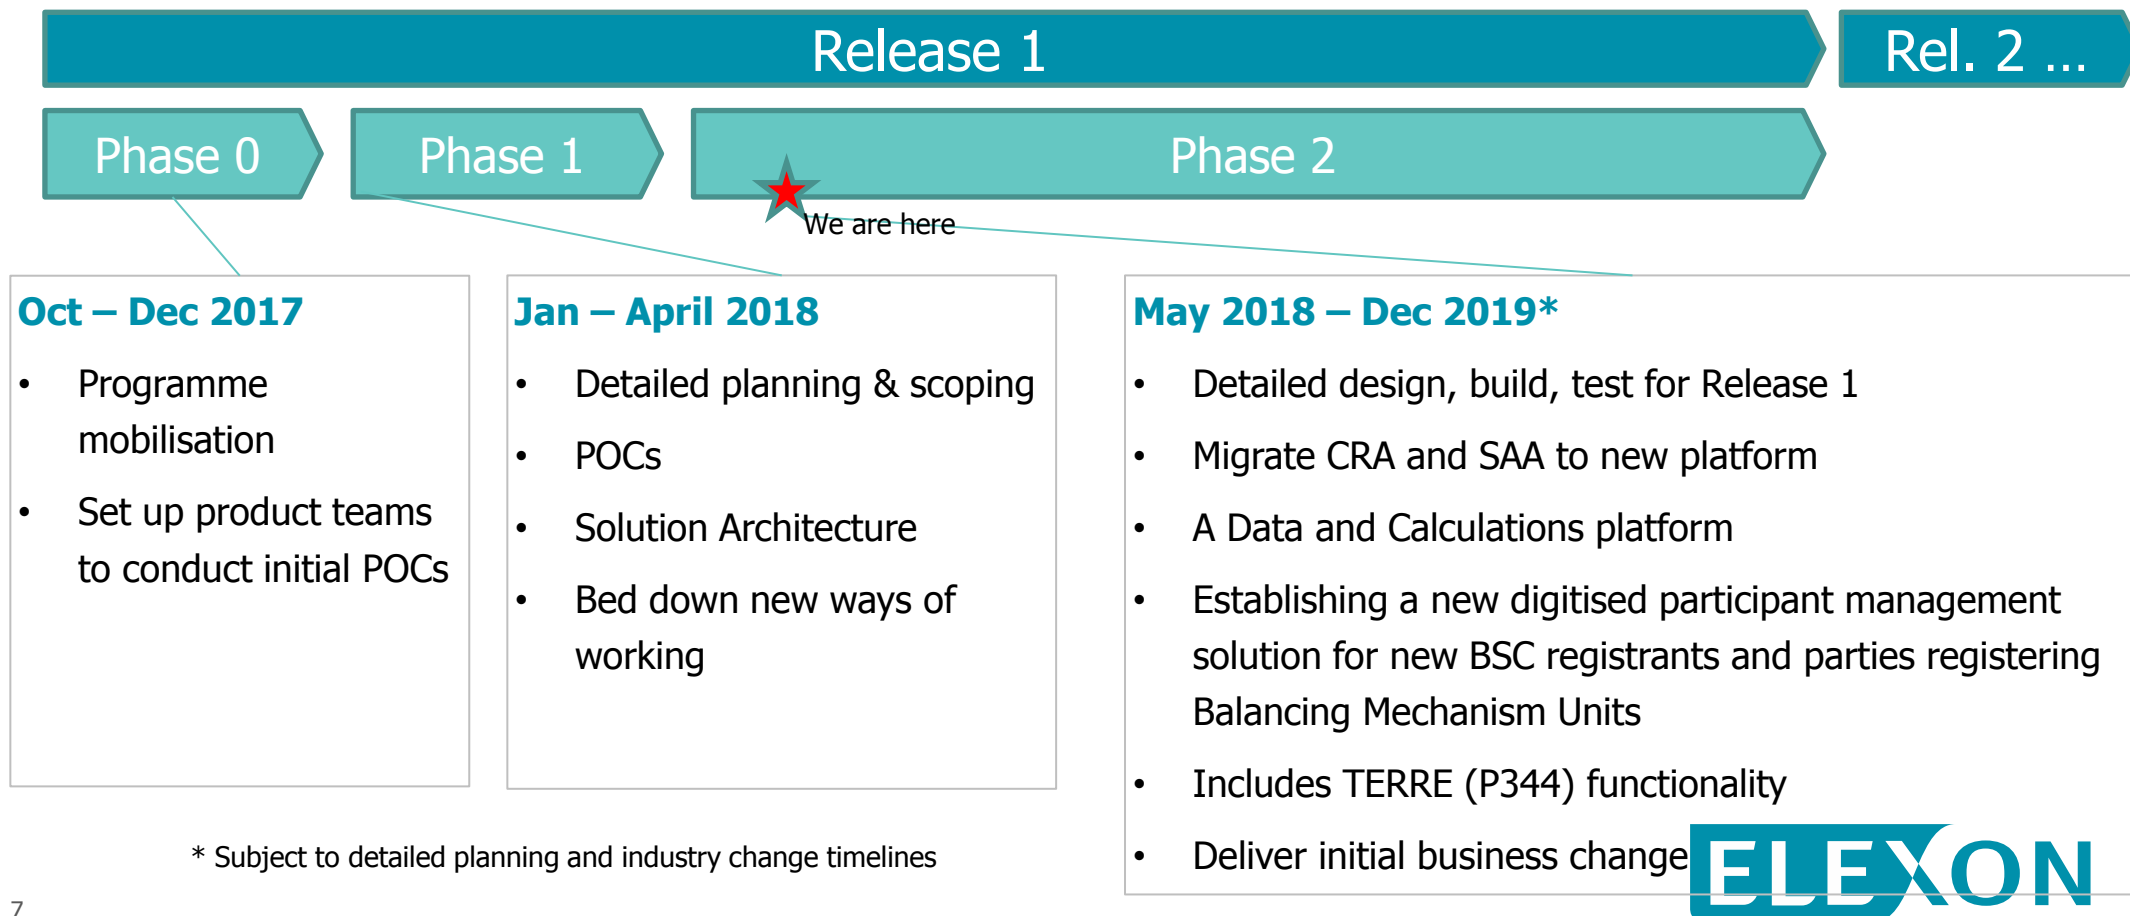 Release 1
Rel. 2 ...
Phase 0
Phase 1
Phase 2
We are here
Oct – Dec 2017
• Programme
mobilisation
• Set up product teams
to conduct initial POCs
Jan – April 2018
• Detailed planning & scoping
• POCs
• Solution Architecture
• Bed down new ways of
working
May 2018 – Dec 2019*
• Detailed design, build, test for Release 1
• Migrate CRA and SAA to new platform
• A Data and Calculations platform
• Establishing a new digitised participant management
solution for new BSC registrants and parties registering
Balancing Mechanism Units
• Includes TERRE (P344) functionality
• Deliver initial business change
* Subject to detailed planning and industry change timelines
ELEXON
7